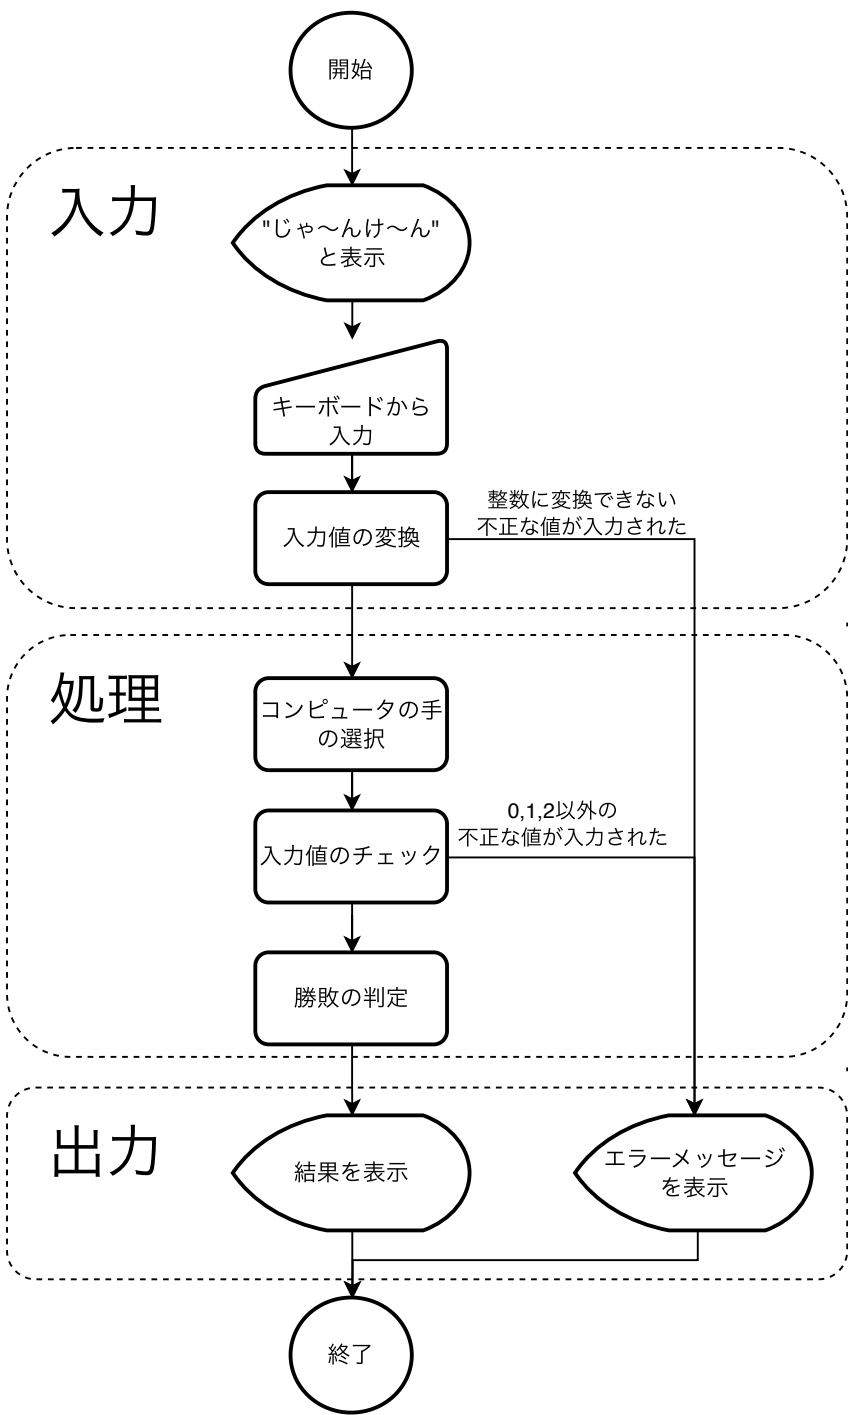 開始
入力
"じゃ〜んけ〜ん"
と表示
キーボードから
入力
整数に変換できない
不正な値が入力された
入力値の変換
処理
コンピュータの手
の選択
0,1,2以外の
不正な値が入力された
入力値のチェック
勝敗の判定
出力
結果を表示
エラーメッセージ
を表示
終了